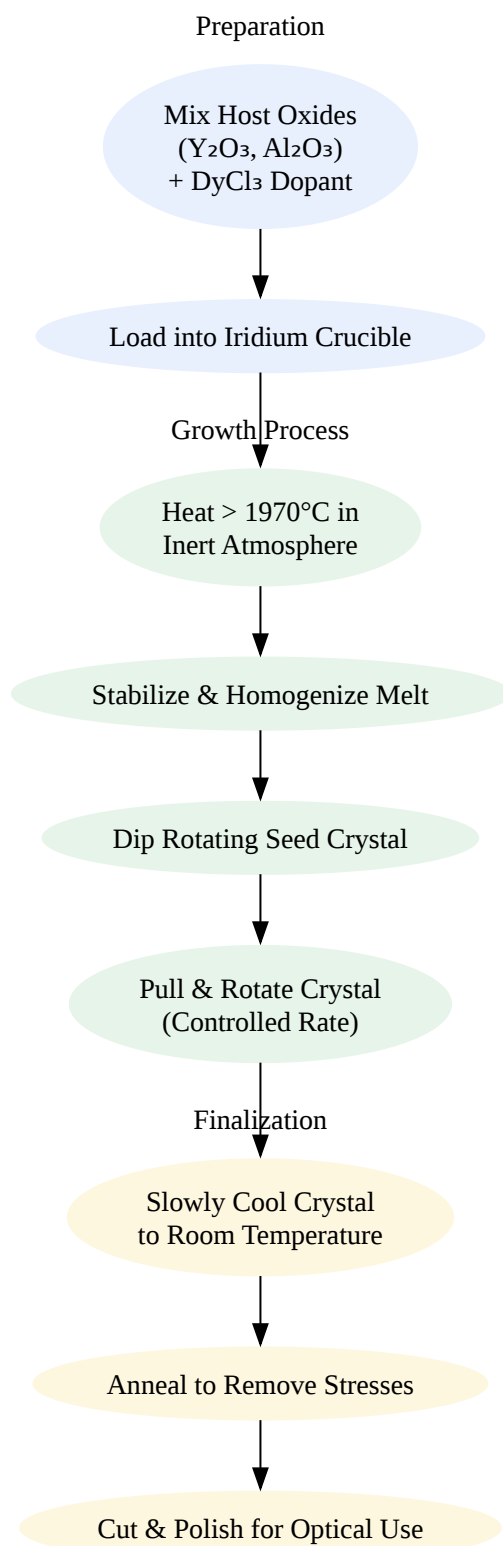 Preparation
Mix Host Oxides
(Y₂O₃, Al₂O₃)
+ DyCl₃ Dopant
Load into Iridium Crucible
Growth Process
Heat > 1970°C in
Inert Atmosphere
Stabilize & Homogenize Melt
Dip Rotating Seed Crystal
Pull & Rotate Crystal
(Controlled Rate)
Finalization
Slowly Cool Crystal
to Room Temperature
Anneal to Remove Stresses
Cut & Polish for Optical Use